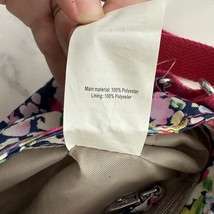 Main material: 100% Polyester
Lining: 100% Polyester